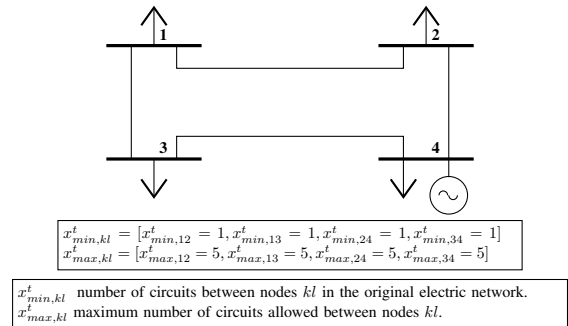 1 2
3 4
x^t_{min,kl} = [x^t_{min,12} = 1, x^t_{min,13} = 1, x^t_{min,24} = 1, x^t_{min,34} = 1]
x^t_{max,kl} = [x^t_{max,12} = 5, x^t_{max,13} = 5, x^t_{max,24} = 5, x^t_{max,34} = 5]
x^t_{min,kl} number of circuits between nodes kl in the original electric network.
x^t_{max,kl} maximum number of circuits allowed between nodes kl.